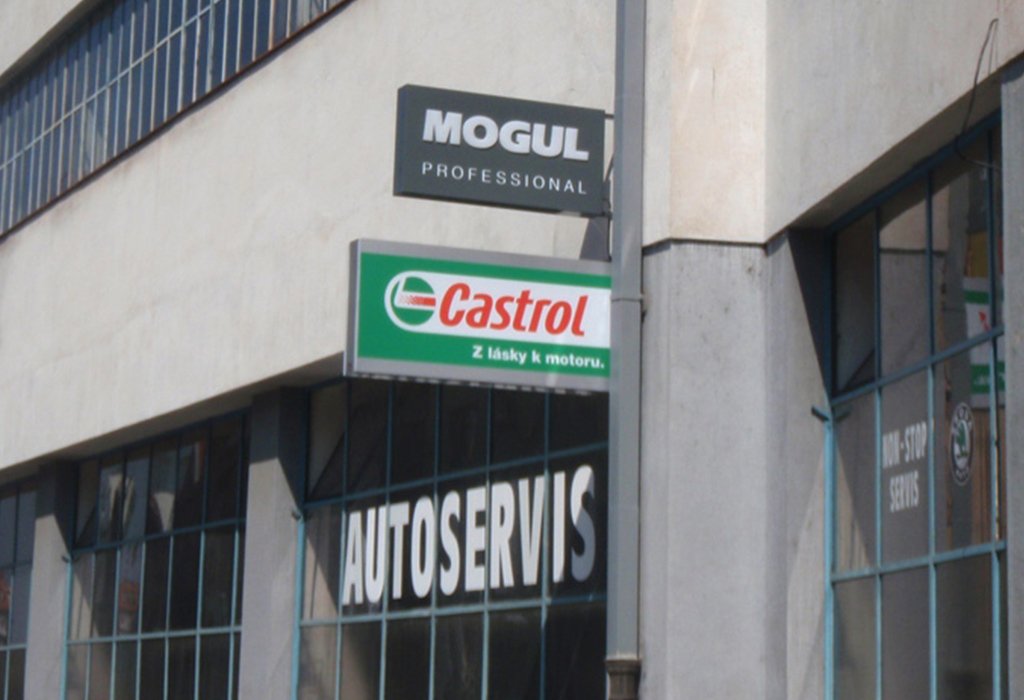 MOGUL
PROFESSIONAL
Castrol
Z lásky k motoru.
AUTOSERVIS
NON-STOP
SERVIS